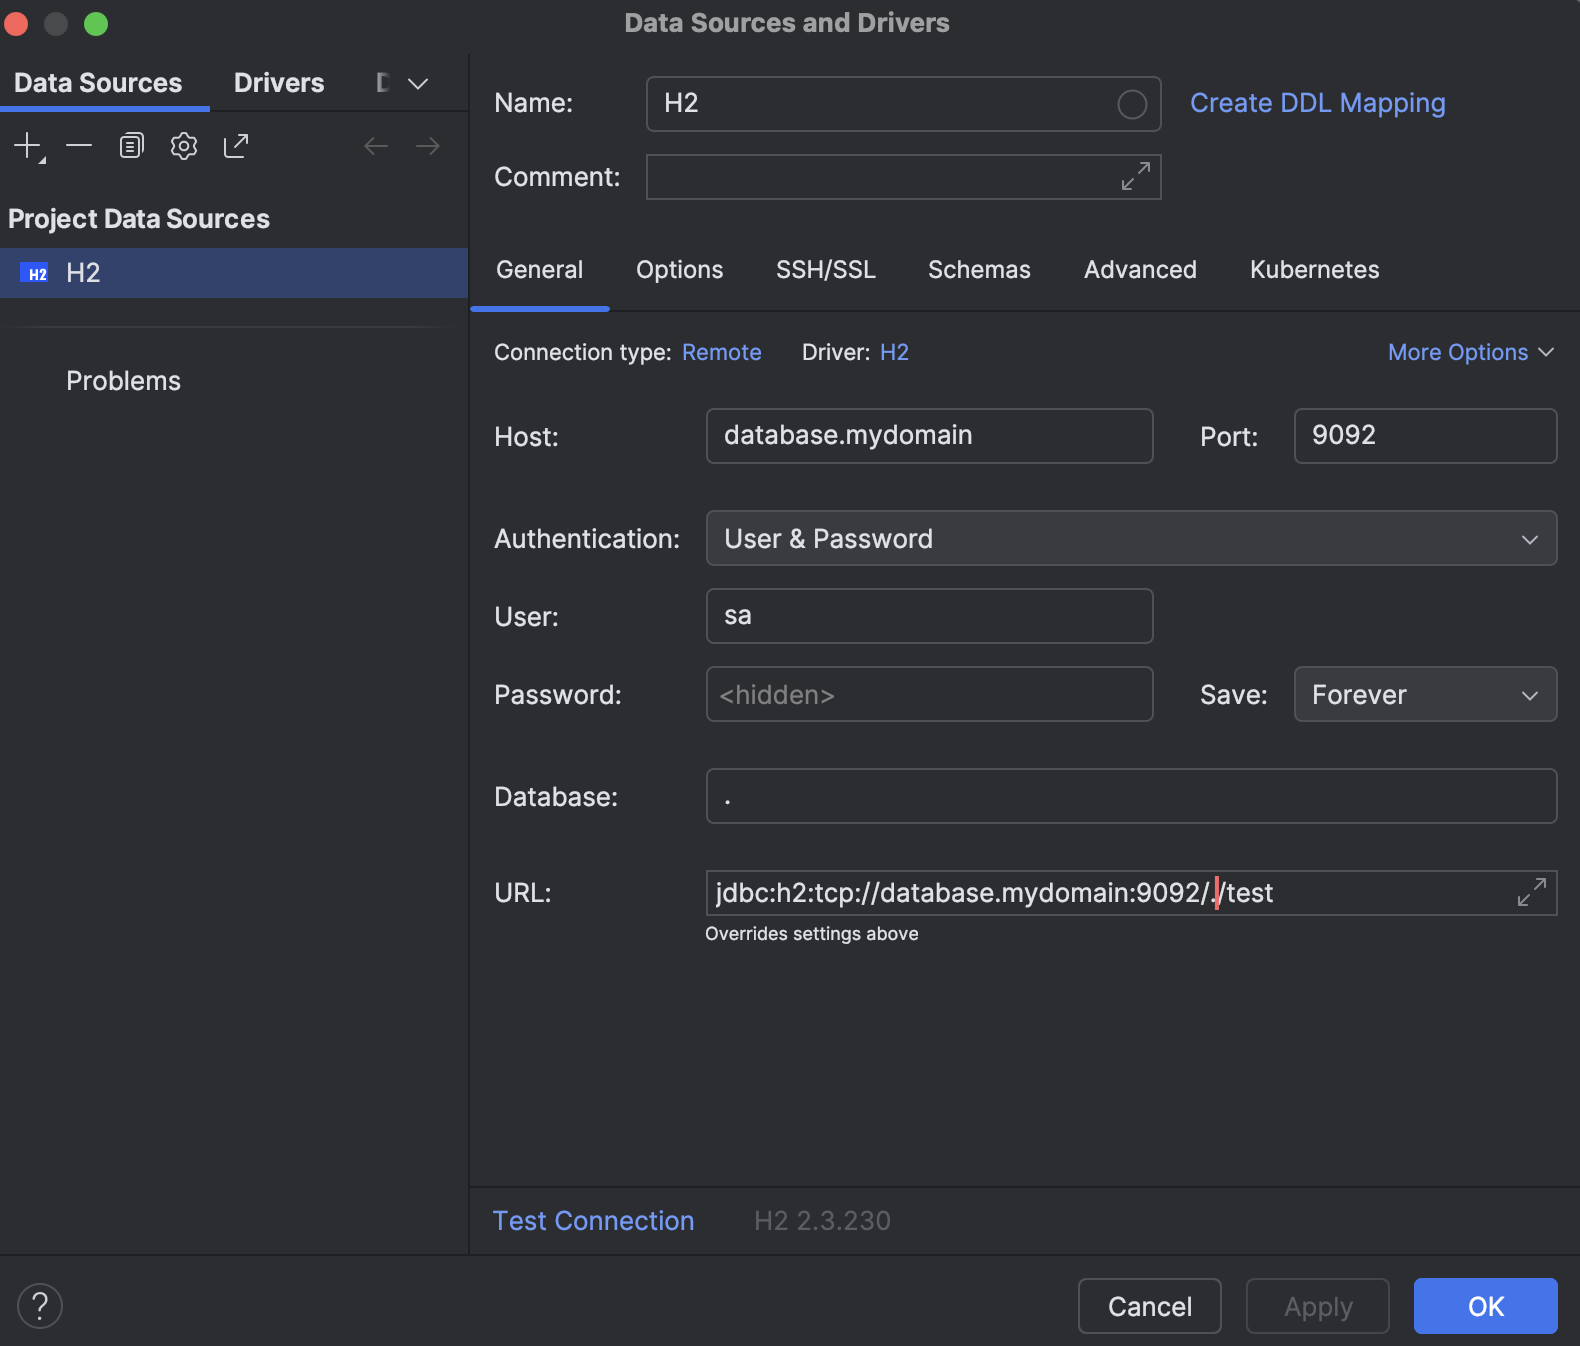 Data Sources and Drivers
Data Sources Drivers D
Name: H2 Create DDL Mapping
Comment:
Project Data Sources
H2 H2
Problems
General Options SSH/SSL Schemas Advanced Kubernetes
Connection type: Remote Driver: H2 More Options
Host: database.mydomain Port: 9092
Authentication: User & Password
User: sa
Password: <hidden> Save: Forever
Database: .
URL: jdbc:h2:tcp://database.mydomain:9092/./test
Overrides settings above
Test Connection H2 2.3.230
? Cancel Apply OK